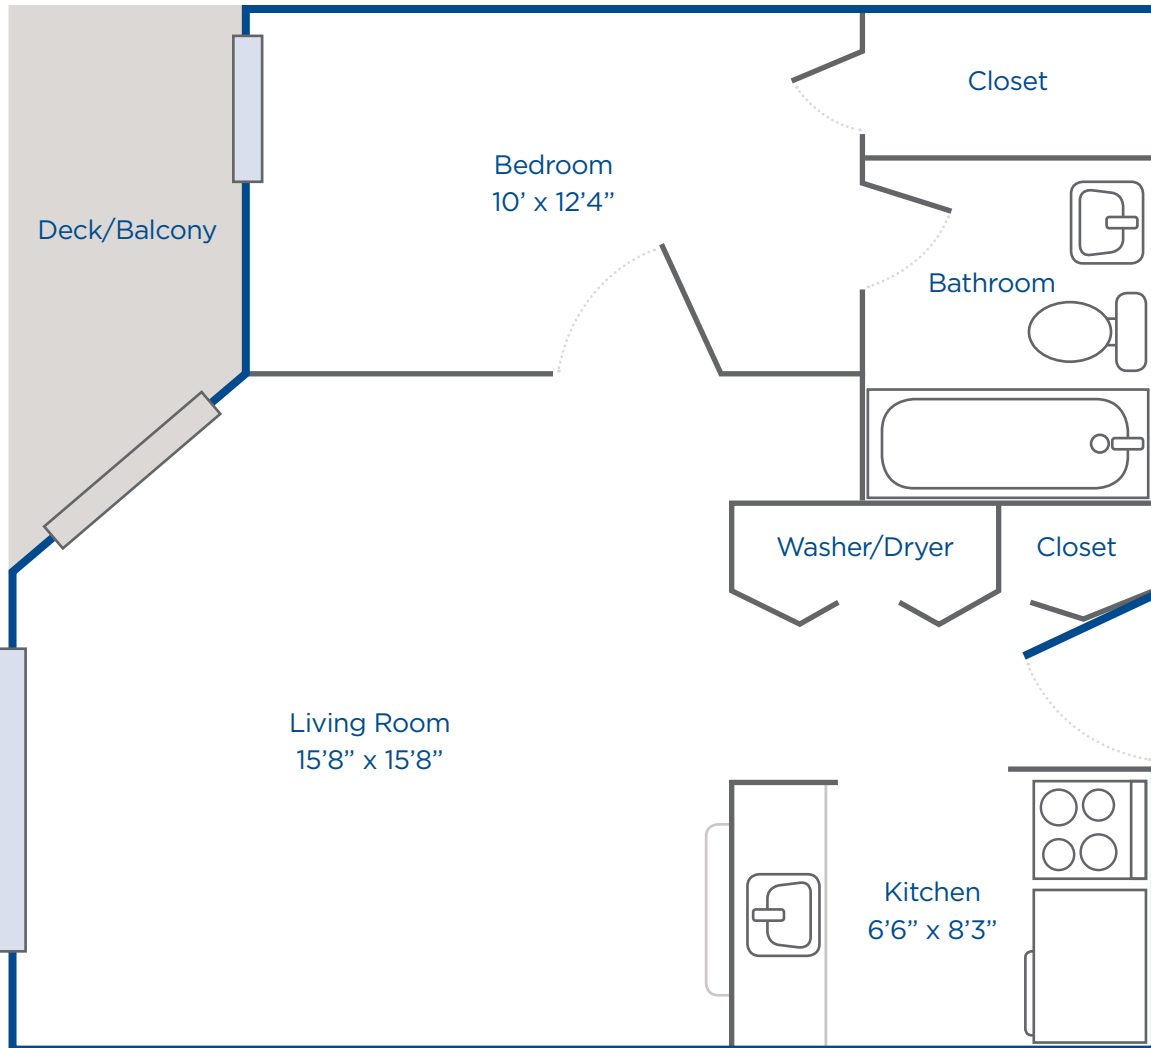 Closet
Bedroom
10’ x 12’4”
Deck/Balcony
Bathroom
Washer/Dryer
Closet
Living Room
15’8” x 15’8”
Kitchen
6’6” x 8’3”